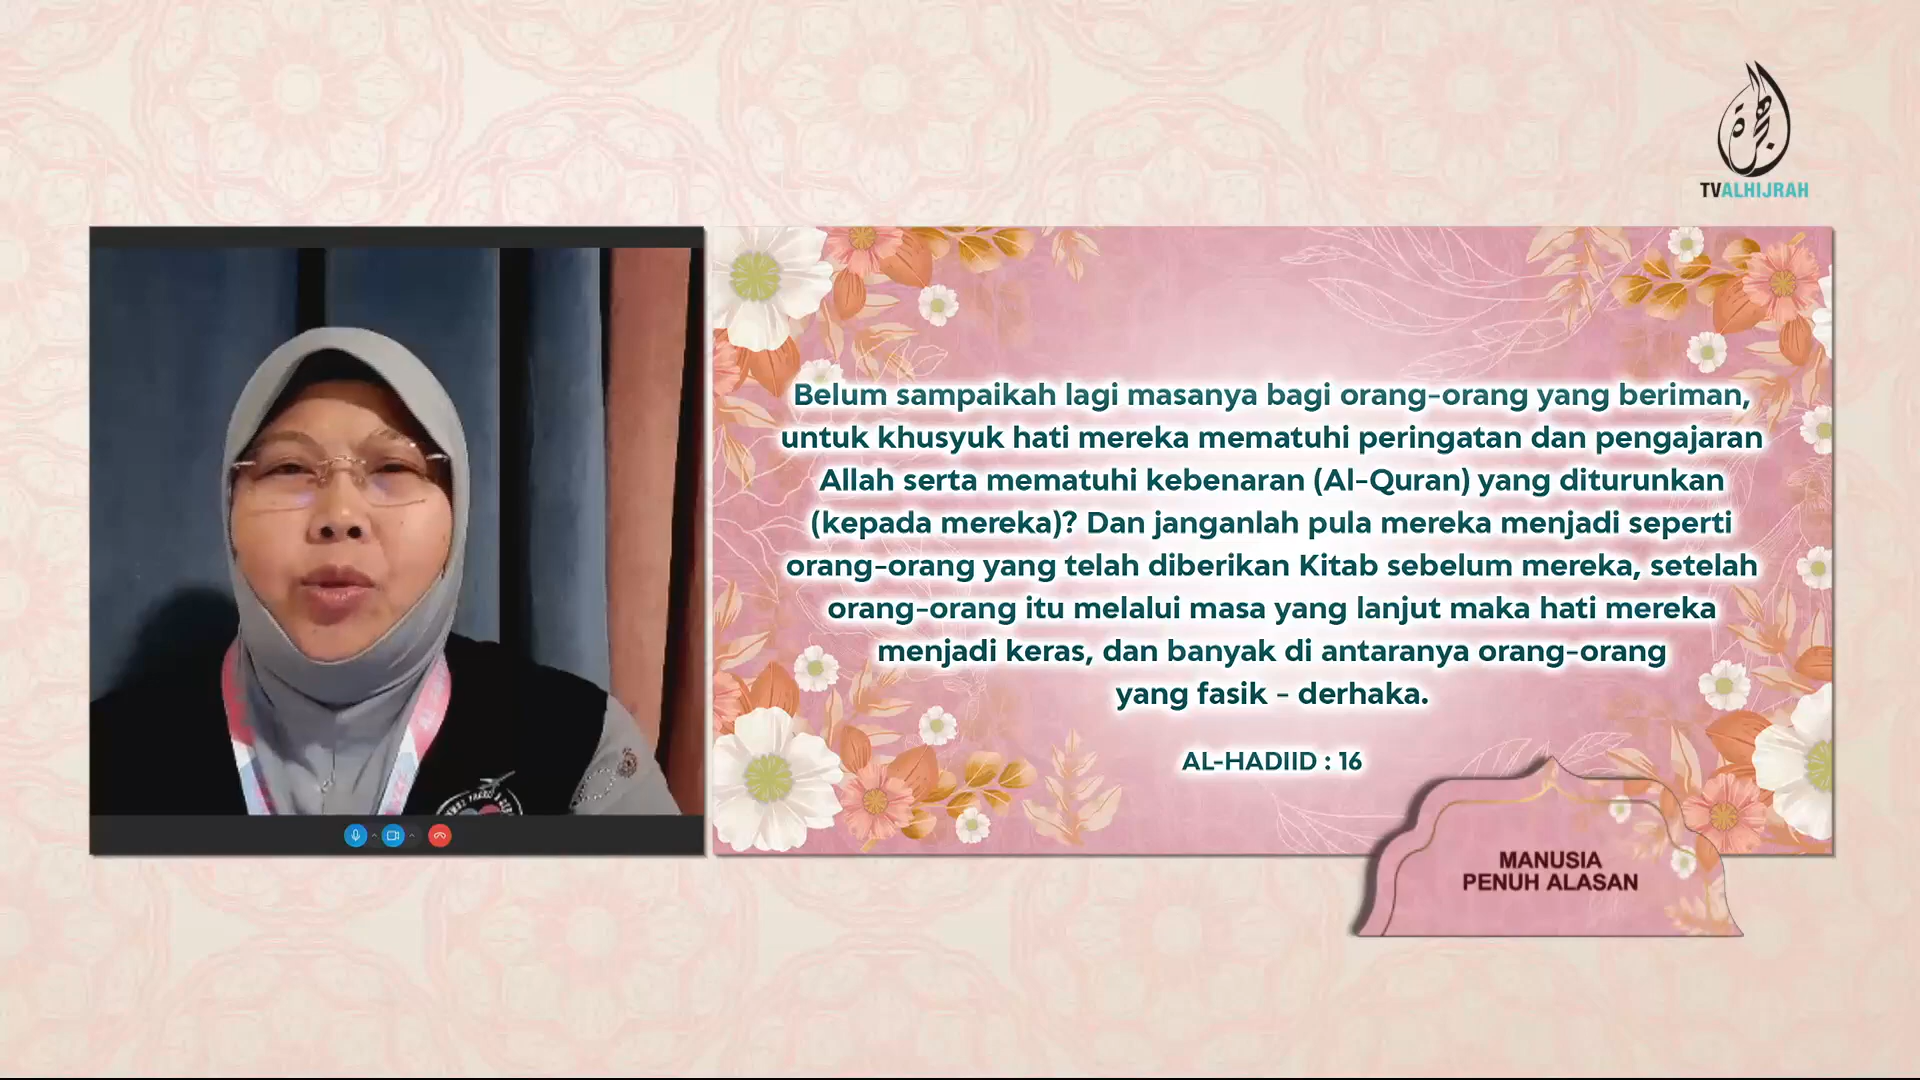 هجرة
TVALHIJRAH
Belum sampaikah lagi masanya bagi orang-orang yang beriman,
untuk khusyuk hati mereka mematuhi peringatan dan pengajaran
Allah serta mematuhi kebenaran (Al-Quran) yang diturunkan
(kepada mereka)? Dan janganlah pula mereka menjadi seperti
orang-orang yang telah diberikan Kitab sebelum mereka, setelah
orang-orang itu melalui masa yang lanjut maka hati mereka
menjadi keras, dan banyak di antaranya orang-orang
yang fasik - derhaka.
AL-HADIID : 16
MANUSIA
PENUH ALASAN